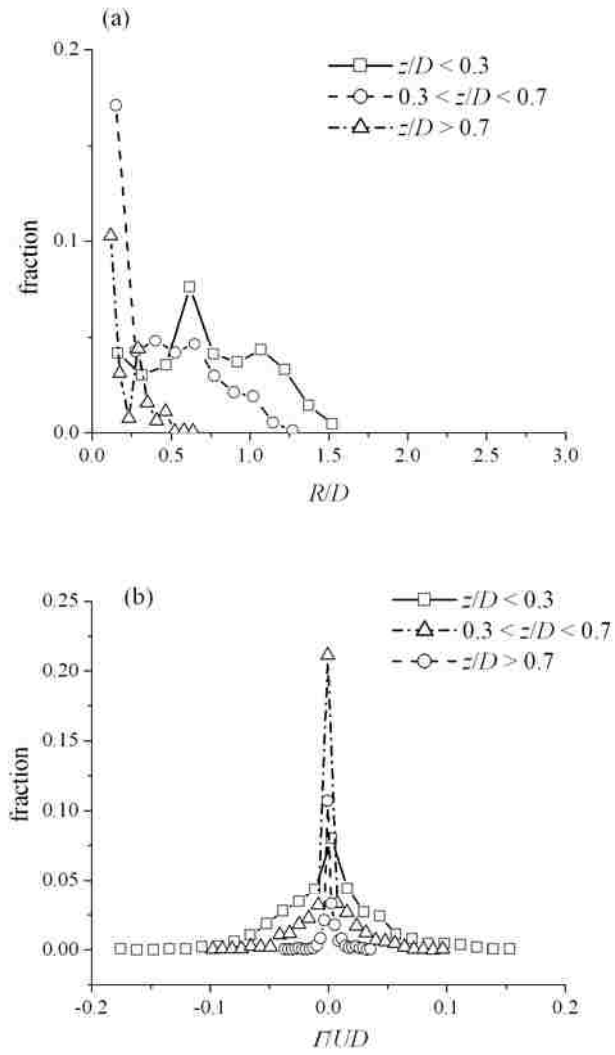 (a)
0.2
z/D < 0.3
0.3 < z/D < 0.7
z/D > 0.7
0.1
fraction
0.0
0.0 0.5 1.0 1.5 2.0 2.5 3.0
R/D
(b)
0.25
z/D < 0.3
0.3 < z/D < 0.7
z/D > 0.7
0.20
0.15
fraction
0.10
0.05
0.00
-0.2 -0.1 0.0 0.1 0.2
Γ/UD